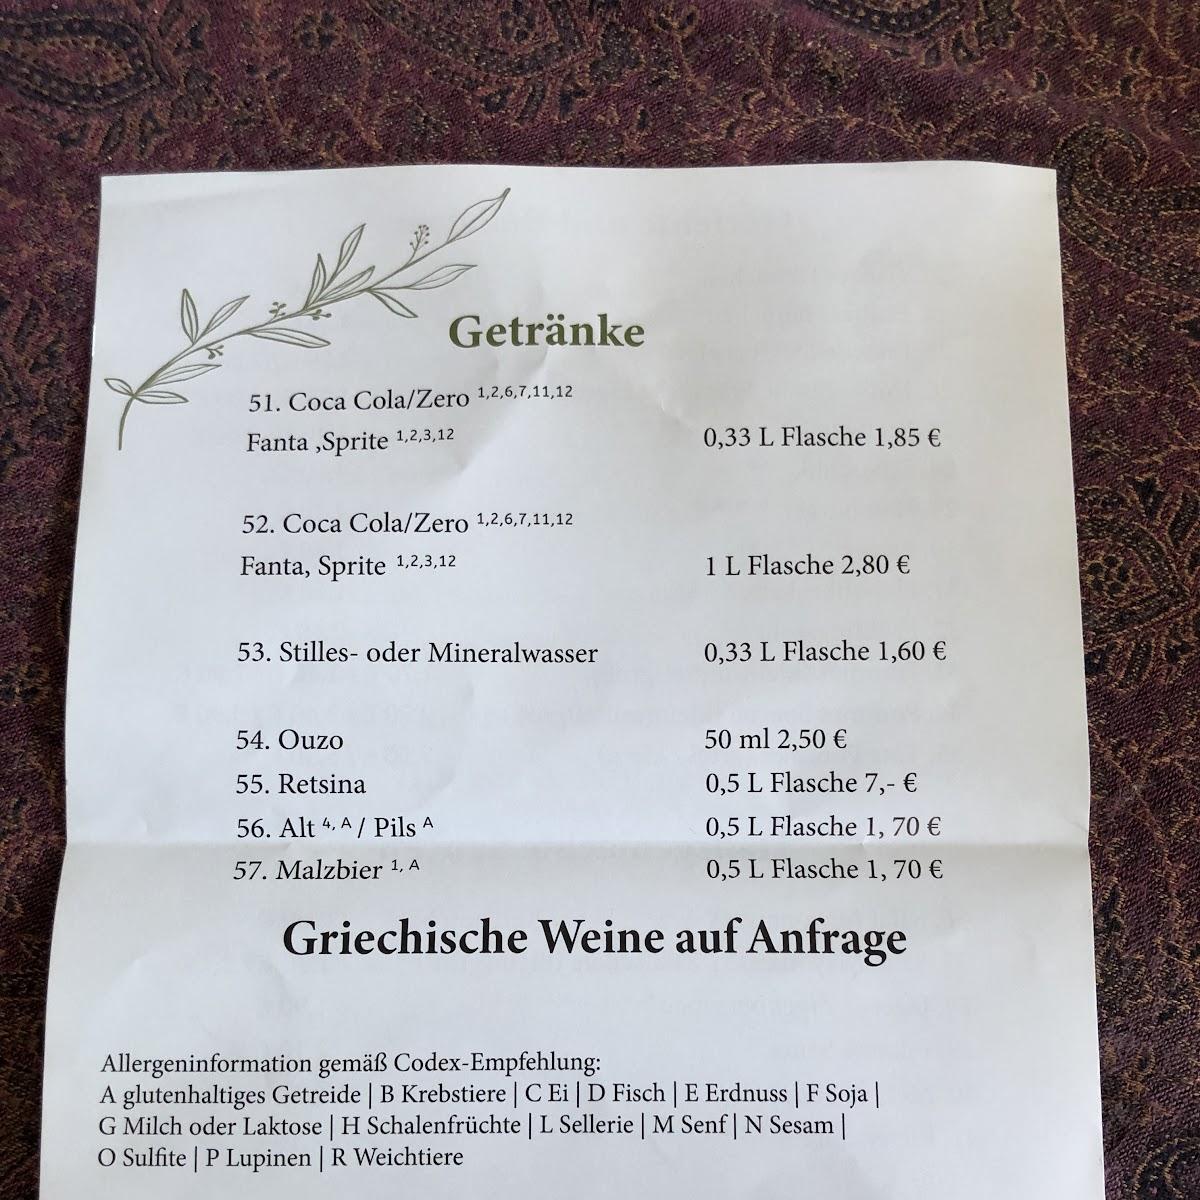 Getränke
51. Coca Cola/Zero 1,2,6,7,11,12
Fanta ,Sprite 1,2,3,12 0,33 L Flasche 1,85 €
52. Coca Cola/Zero 1,2,6,7,11,12
Fanta, Sprite 1,2,3,12 1 L Flasche 2,80 €
53. Stilles- oder Mineralwasser 0,33 L Flasche 1,60 €
54. Ouzo 50 ml 2,50 €
55. Retsina 0,5 L Flasche 7,- €
56. Alt 4, A / Pils A 0,5 L Flasche 1, 70 €
57. Malzbier 1, A 0,5 L Flasche 1, 70 €
Griechische Weine auf Anfrage
Allergeninformation gemäß Codex-Empfehlung:
A glutenhaltiges Getreide | B Krebstiere | C Ei | D Fisch | E Erdnuss | F Soja |
G Milch oder Laktose | H Schalenfrüchte | L Sellerie | M Senf | N Sesam |
O Sulfite | P Lupinen | R Weichtiere